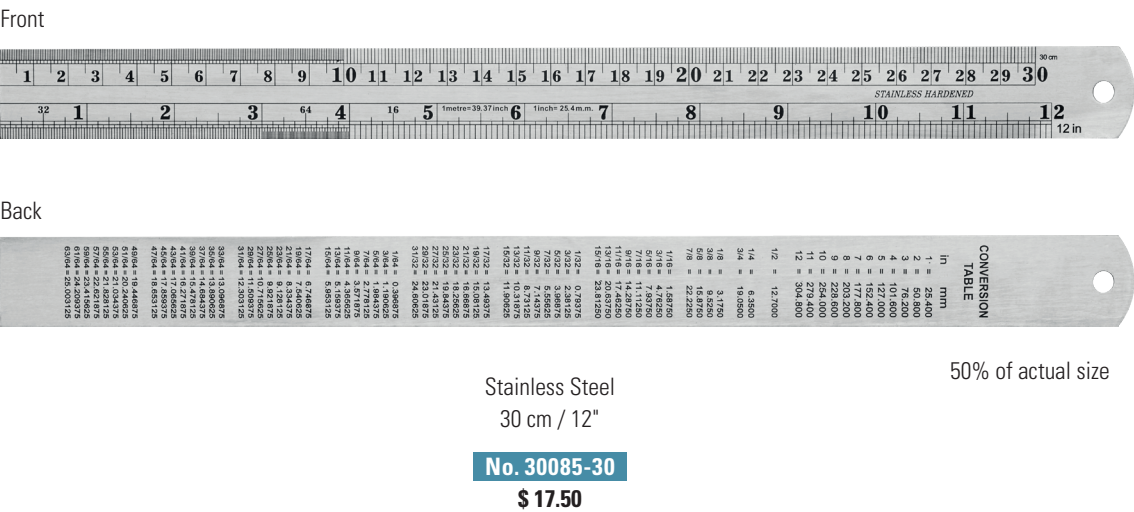 Front
30 cm
1 2 3 4 5 6 7 8 9 10 11 12 13 14 15 16 17 18 19 20 21 22 23 24 25 26 27 28 29 30
STAINLESS HARDENED
32 1 2 3 64 4 16 5 1metre=39.37inch 6 1inch=25.4m.m. 7 8 9 10 11 12
12 in
Back
CONVERSION
TABLE
in mm
1 - 25.400
2 = 50.800
3 = 76.200
4 = 101.600
5 = 127.000
6 = 152.400
7 = 177.800
8 = 203.200
9 = 228.600
10 = 254.000
11 = 279.400
12 = 304.800
1/2 = 12.7000
1/4 = 6.3500
3/4 = 19.0500
1/8 = 3.1750
3/8 = 9.5250
5/8 = 15.8750
7/8 = 22.2250
1/16 = 1.58750
3/16 = 4.76250
5/16 = 7.93750
7/16 = 11.11250
9/16 = 14.28750
11/16 = 17.46250
13/16 = 20.63750
15/16 = 23.81250
1/32 = 0.79375
3/32 = 2.38125
5/32 = 3.96875
7/32 = 5.55625
9/32 = 7.14375
11/32 = 8.73125
13/32 = 10.31875
15/32 = 11.90625
17/32 = 13.49375
19/32 = 15.08125
21/32 = 16.66875
23/32 = 18.25625
25/32 = 19.84375
27/32 = 21.43125
29/32 = 23.01875
31/32 = 24.60625
1/64 = 0.396875
3/64 = 1.190625
5/64 = 1.984375
7/64 = 2.778125
9/64 = 3.571875
11/64 = 4.365625
13/64 = 5.159375
15/64 = 5.953125
17/64 = 6.746875
19/64 = 7.540625
21/64 = 8.334375
23/64 = 9.128125
25/64 = 9.921875
27/64 = 10.715625
29/64 = 11.509375
31/64 = 12.303125
33/64 = 13.096875
35/64 = 13.890625
37/64 = 14.684375
39/64 = 15.478125
41/64 = 16.271875
43/64 = 17.065625
45/64 = 17.859375
47/64 = 18.653125
49/64 = 19.446875
51/64 = 20.240625
53/64 = 21.034375
55/64 = 21.828125
57/64 = 22.621875
59/64 = 23.415625
61/64 = 24.209375
63/64 = 25.003125
50% of actual size
Stainless Steel
30 cm / 12"
No. 30085-30
$ 17.50